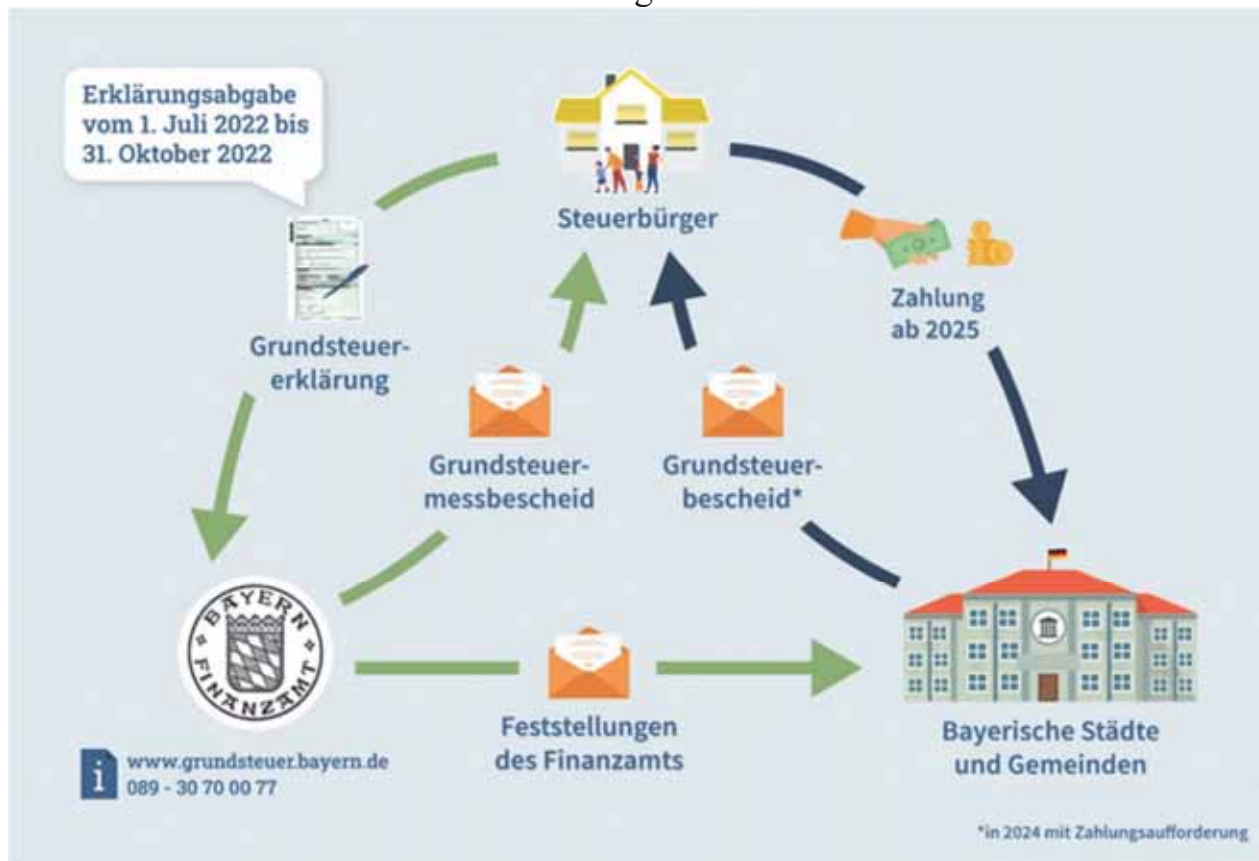 g
Erklärungsabgabe
vom 1. Juli 2022 bis
31. Oktober 2022
Steuerbürger
Zahlung
ab 2025
Grundsteuer-
erklärung
Grundsteuer-
messbescheid
Grundsteuer-
bescheid*
BAYERN
FINANZAMT
Feststellungen
des Finanzamts
Bayerische Städte
und Gemeinden
i
www.grundsteuer.bayern.de
089 - 30 70 00 77
*in 2024 mit Zahlungsaufforderung